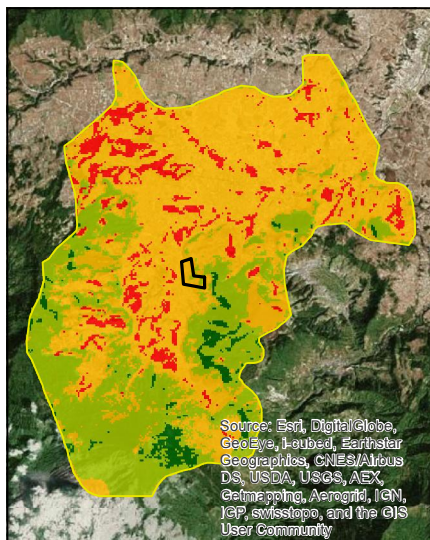 Source: Esri, DigitalGlobe,
GeoEye, i-cubed, Earthstar
Geographics, CNES/Airbus
DS, USDA, USGS, AEX,
Getmapping, Aerogrid, IGN,
IGP, swisstopo, and the GIS
User Community